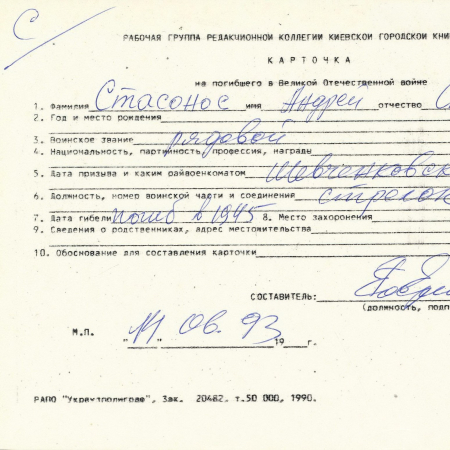 С
РАБОЧАЯ ГРУППА РЕДАКЦИОННОЙ КОЛЛЕГИИ КИЕВСКОЙ ГОРОДСКОЙ КНИ
КАРТОЧКА
на погибшего в Великой Отечественной войне
1. Фамилия Стасонос имя Андрей отчество
2. Год и место рождения
3. Воинское звание рядовой
4. Национальность, партийность, профессия, награды
5. Дата призыва и каким райвоенкоматом Шевченковск
6. Должность, номер воинской части и соединения стрелок
7. Дата гибели погиб в 1945 8. Место захоронения
9. Сведения о родственниках, адрес местожительства
10. Обоснование для составления карточки
СОСТАВИТЕЛЬ:
(должность, подп
М.П. "11" 08. 93 19 г.
РАПО "Укрвузполиграф", Зак. 20482. т.50 000, 1990.